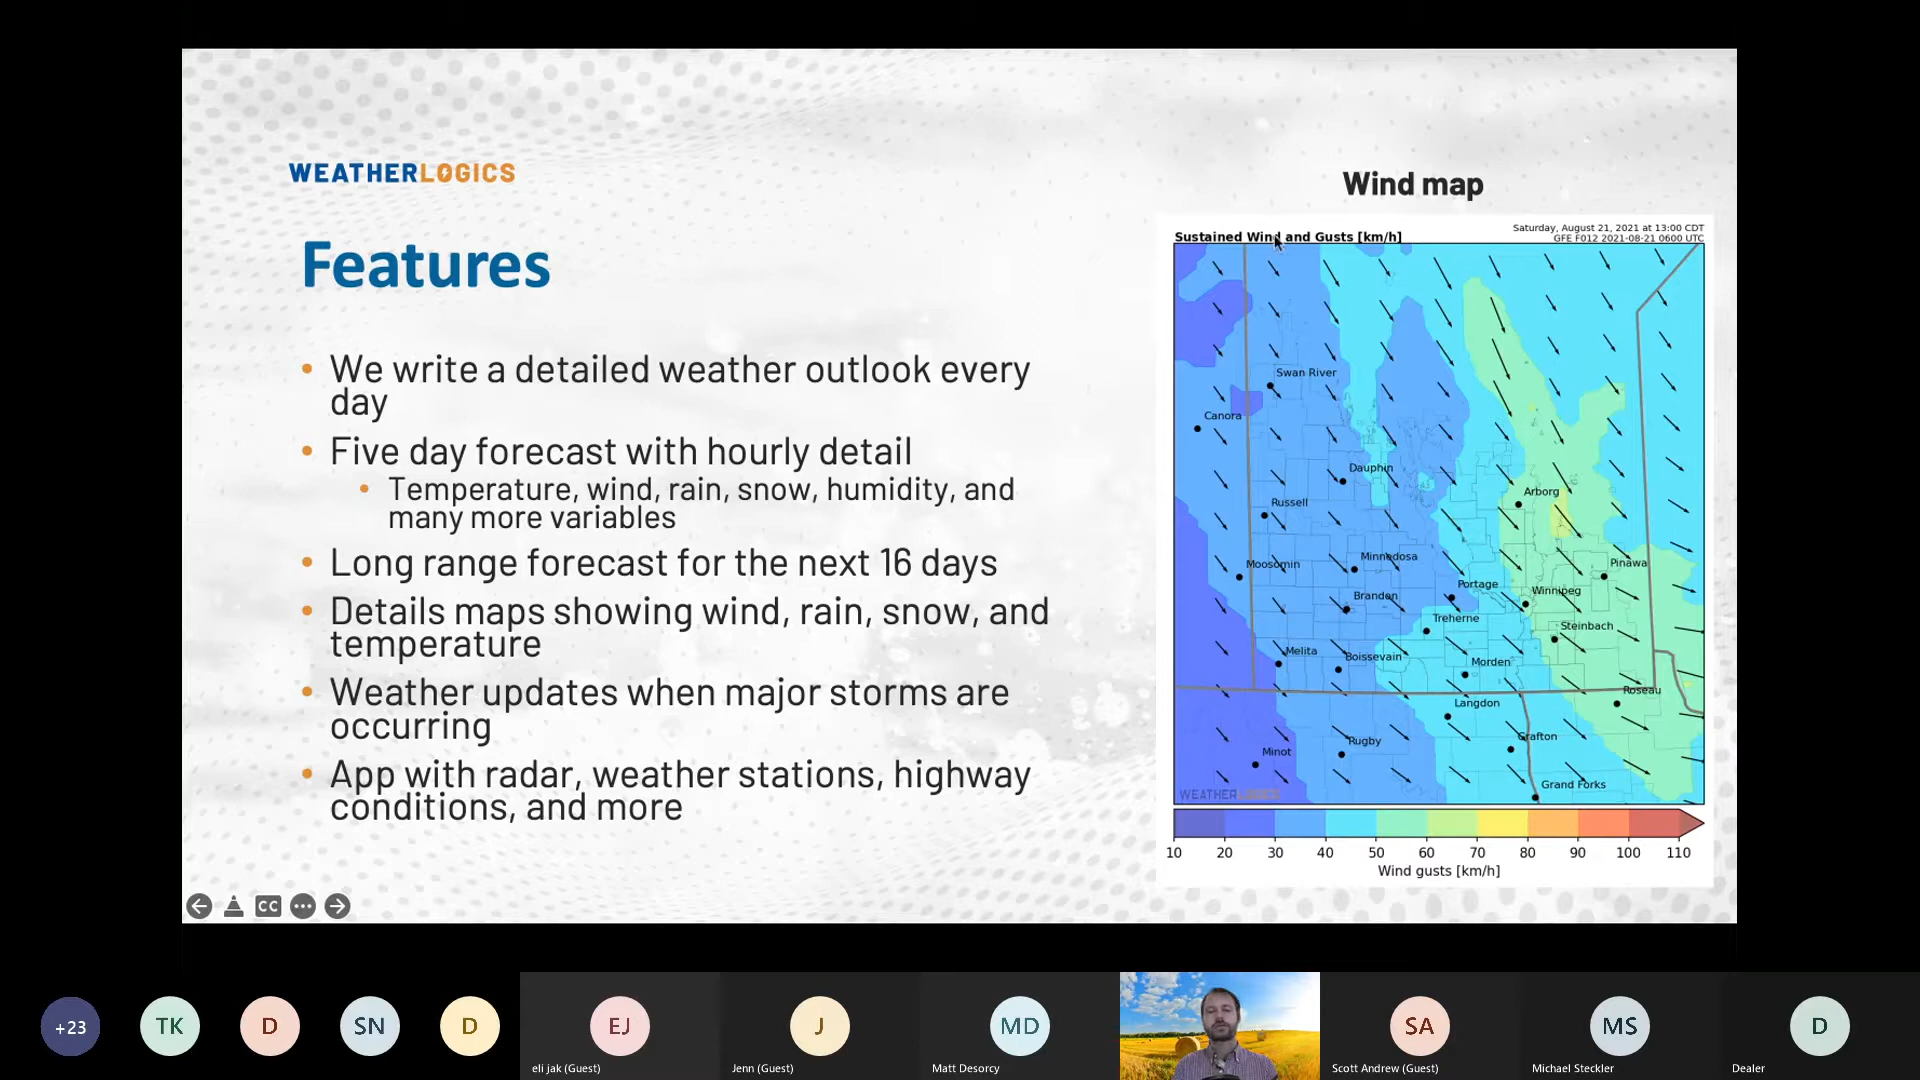 WEATHERLOGICS
Features
• We write a detailed weather outlook every
day
• Five day forecast with hourly detail
• Temperature, wind, rain, snow, humidity, and
many more variables
• Long range forecast for the next 16 days
• Details maps showing wind, rain, snow, and
temperature
• Weather updates when major storms are
occurring
• App with radar, weather stations, highway
conditions, and more
Wind map
Sustained Wind and Gusts [km/h]
Saturday, August 21, 2021 at 13:00 CDT
GFE F012 2021-08-21 0600 UTC
Swan River
Canora
Dauphin
Arborg
Russell
Minnedosa
Moosomin
Pinawa
Portage
Brandon
Winnipeg
Treherne
Steinbach
Melita
Boissevain
Morden
Roseau
Langdon
Grafton
Rugby
Minot
Grand Forks
WEATHERLOGICS
10 20 30 40 50 60 70 80 90 100 110
Wind gusts [km/h]
CC
+23
TK
D
SN
D
EJ
J
MD
SA
MS
D
eli jak (Guest)
Jenn (Guest)
Matt Desorcy
Scott Andrew (Guest)
Michael Steckler
Dealer